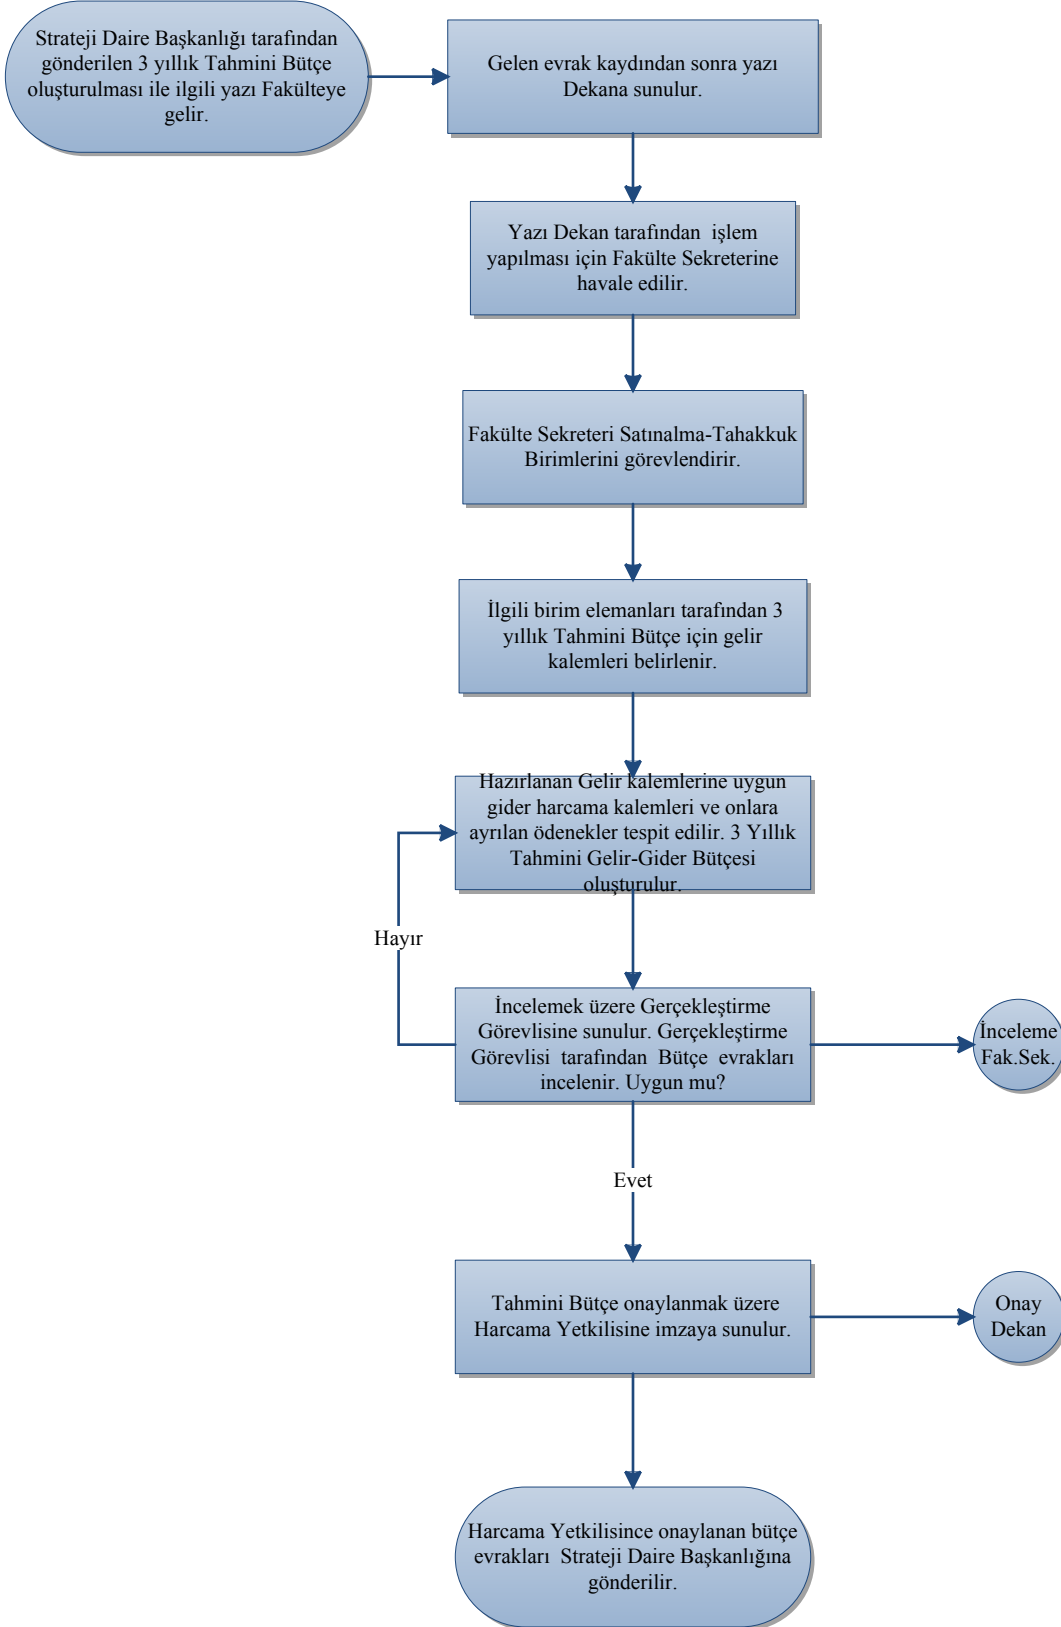 Strateji Daire Başkanlığı tarafından
gönderilen 3 yıllık Tahmini Bütçe
oluşturulması ile ilgili yazı Fakülteye
gelir.
Gelen evrak kaydından sonra yazı
Dekana sunulur.
Yazı Dekan tarafından  işlem
yapılması için Fakülte Sekreterine
havale edilir.
Fakülte Sekreteri Satınalma-Tahakkuk
Birimlerini görevlendirir.
İlgili birim elemanları tarafından 3
yıllık Tahmini Bütçe için gelir
kalemleri belirlenir.
Hazırlanan Gelir kalemlerine uygun
gider harcama kalemleri ve onlara
ayrılan ödenekler tespit edilir. 3 Yıllık
Tahmini Gelir-Gider Bütçesi
oluşturulur.
Hayır
İncelemek üzere Gerçekleştirme
Görevlisine sunulur. Gerçekleştirme
Görevlisi  tarafından  Bütçe evrakları
incelenir. Uygun mu?
İnceleme
Fak.Sek.
Evet
Tahmini Bütçe onaylanmak üzere
Harcama Yetkilisine imzaya sunulur.
Onay
Dekan
Harcama Yetkilisince onaylanan bütçe
evrakları  Strateji Daire Başkanlığına
gönderilir.